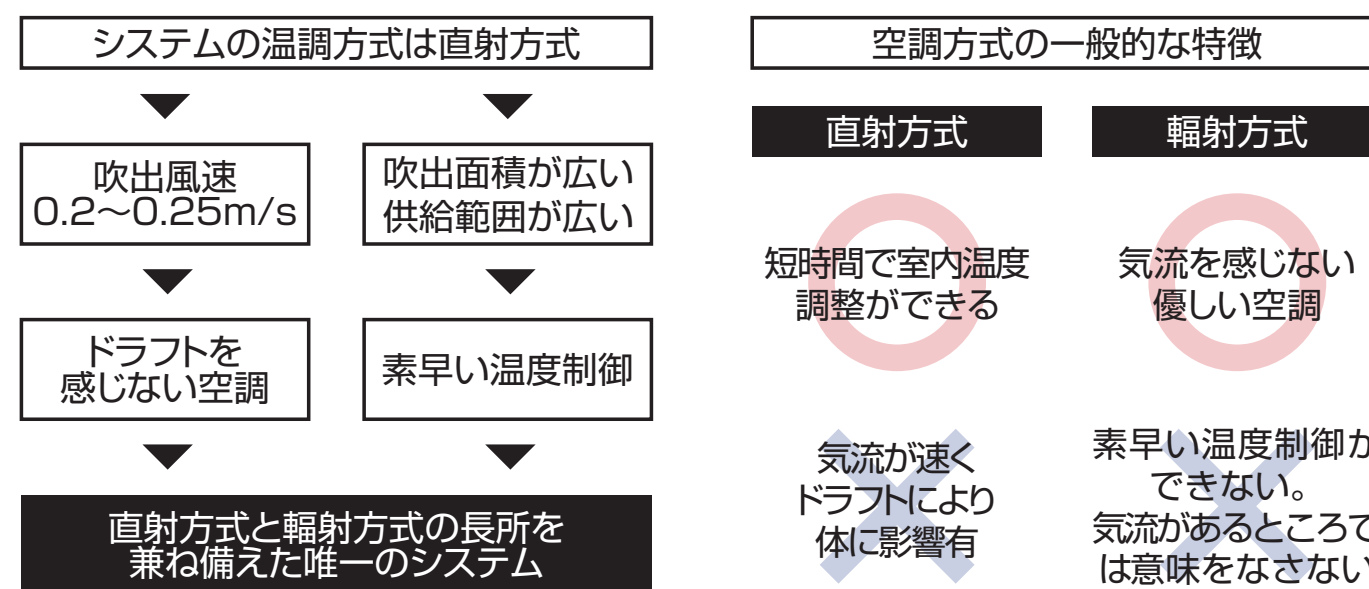 システムの温調方式は直射方式
吹出風速
0.2〜0.25m/s
吹出面積が広い
供給範囲が広い
ドラフトを
感じない空調
素早い温度制御
直射方式と輻射方式の長所を
兼ね備えた唯一のシステム
空調方式の一般的な特徴
直射方式
輻射方式
短時間で室内温度
調整ができる
気流を感じない
優しい空調
気流が速く
ドラフトにより
体に影響有
素早い温度制御が
できない。
気流があるところで
は意味をなさない